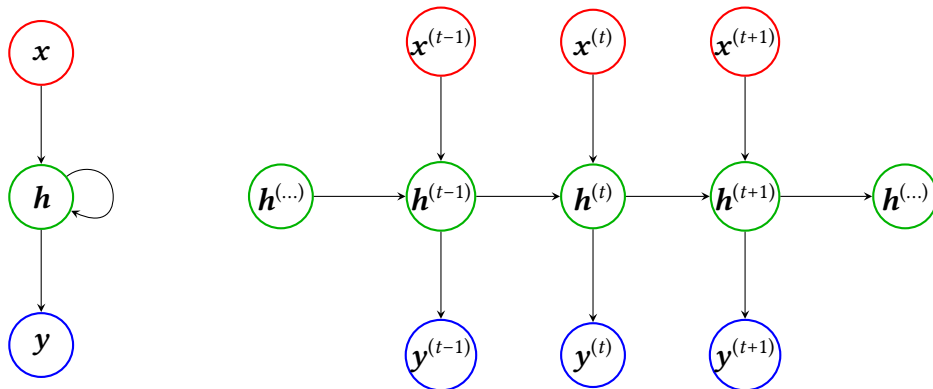 x x^(t−1) x^(t) x^(t+1)
h h^(…) h^(t−1) h^(t) h^(t+1) h^(…)
y y^(t−1) y^(t) y^(t+1)